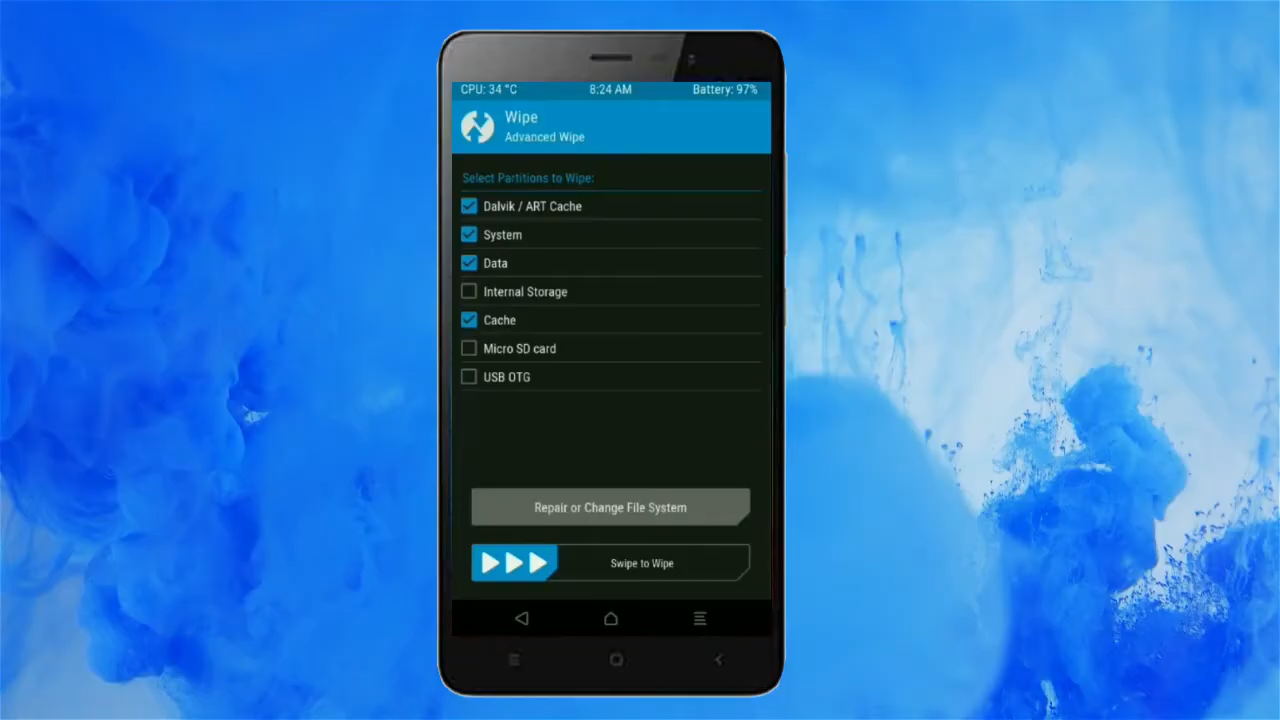 CPU: 34 °C 8:24 AM Battery: 97%
Wipe
Advanced Wipe
Select Partitions to Wipe:
Dalvik / ART Cache
System
Data
Internal Storage
Cache
Micro SD card
USB OTG
Repair or Change File System
Swipe to Wipe